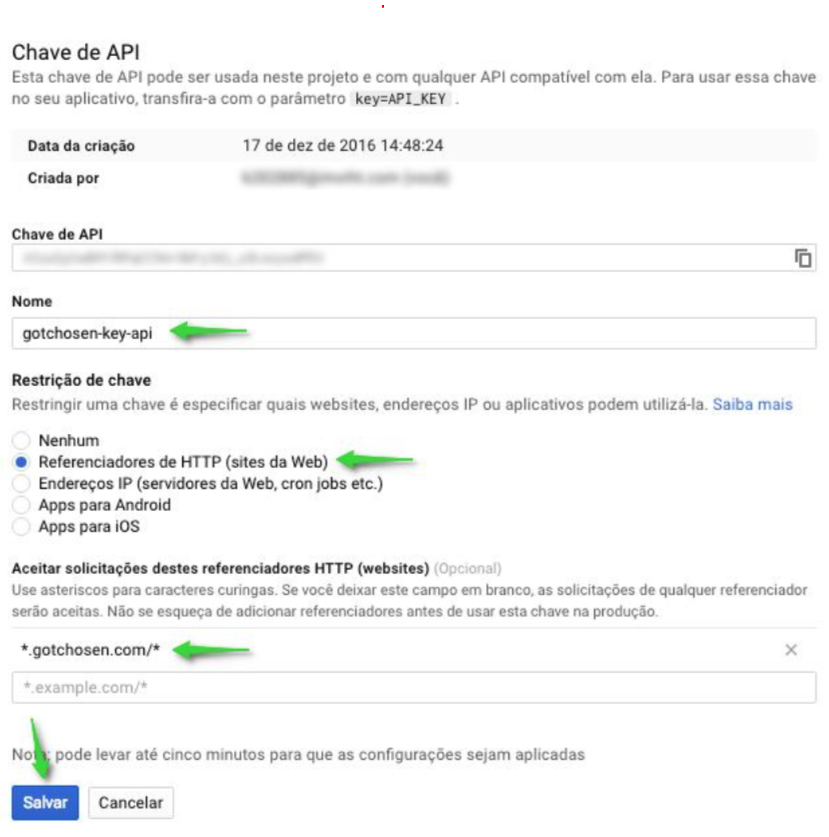 Chave de API
Esta chave de API pode ser usada neste projeto e com qualquer API compatível com ela. Para usar essa chave
no seu aplicativo, transfira-a com o parâmetro key=API_KEY .
Data da criação 17 de dez de 2016 14:48:24
Criada por
Chave de API
Nome
gotchosen-key-api
Restrição de chave
Restringir uma chave é especificar quais websites, endereços IP ou aplicativos podem utilizá-la. Saiba mais
Nenhum
Referenciadores de HTTP (sites da Web)
Endereços IP (servidores da Web, cron jobs etc.)
Apps para Android
Apps para iOS
Aceitar solicitações destes referenciadores HTTP (websites) (Opcional)
Use asteriscos para caracteres curingas. Se você deixar este campo em branco, as solicitações de qualquer referenciador
serão aceitas. Não se esqueça de adicionar referenciadores antes de usar esta chave na produção.
*.gotchosen.com/*
*.example.com/*
Nota: pode levar até cinco minutos para que as configurações sejam aplicadas
Salvar Cancelar